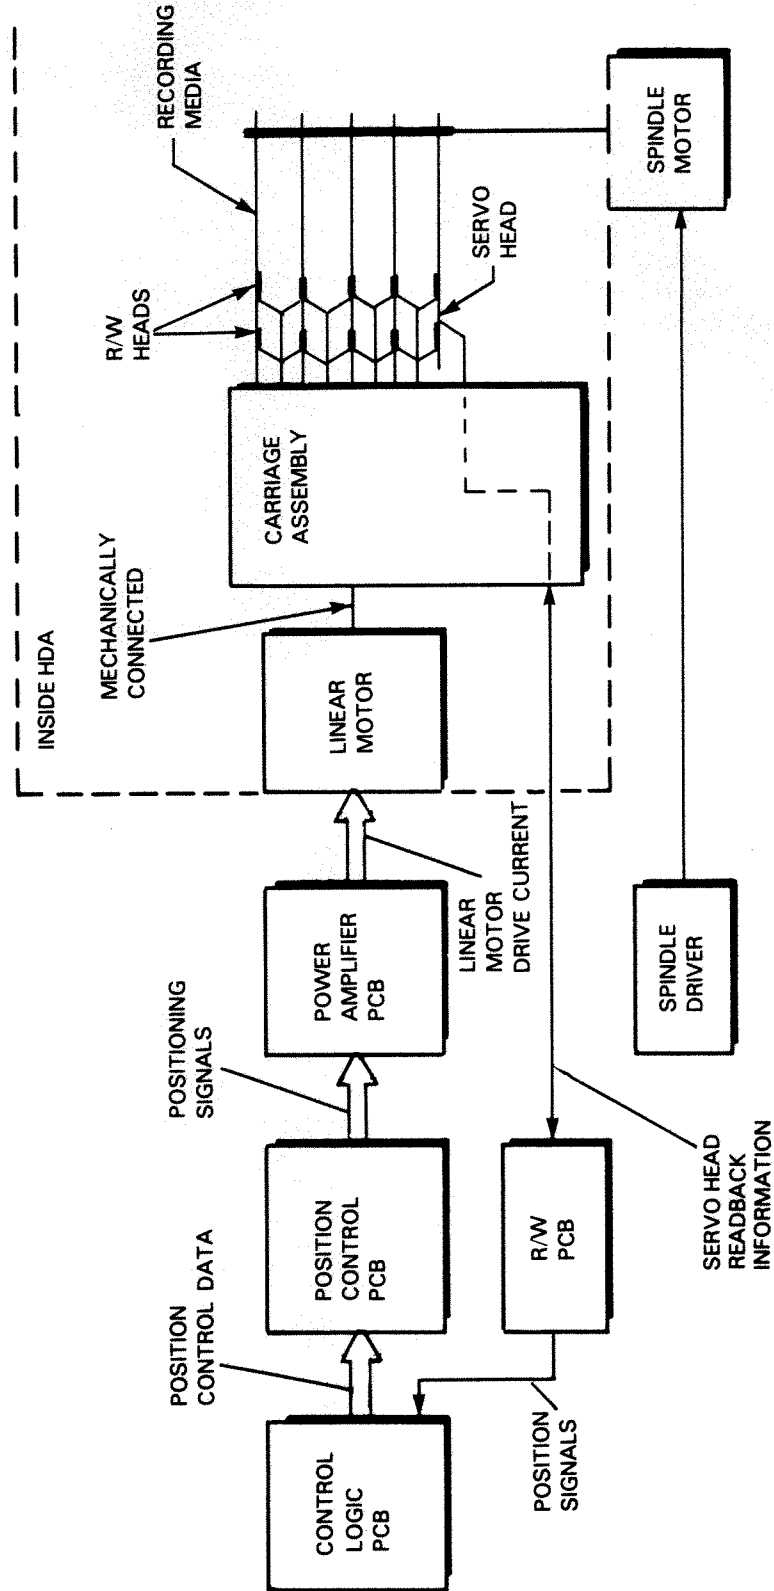 INSIDE HDA
MECHANICALLY
CONNECTED
R/W
HEADS
RECORDING
MEDIA
POSITION
CONTROL DATA
POSITIONING
SIGNALS
CONTROL
LOGIC
PCB
POSITION
CONTROL
PCB
POWER
AMPLIFIER
PCB
LINEAR
MOTOR
CARRIAGE
ASSEMBLY
SERVO
HEAD
LINEAR
MOTOR
DRIVE CURRENT
POSITION
SIGNALS
R/W
PCB
SPINDLE
DRIVER
SPINDLE
MOTOR
SERVO HEAD
READBACK
INFORMATION